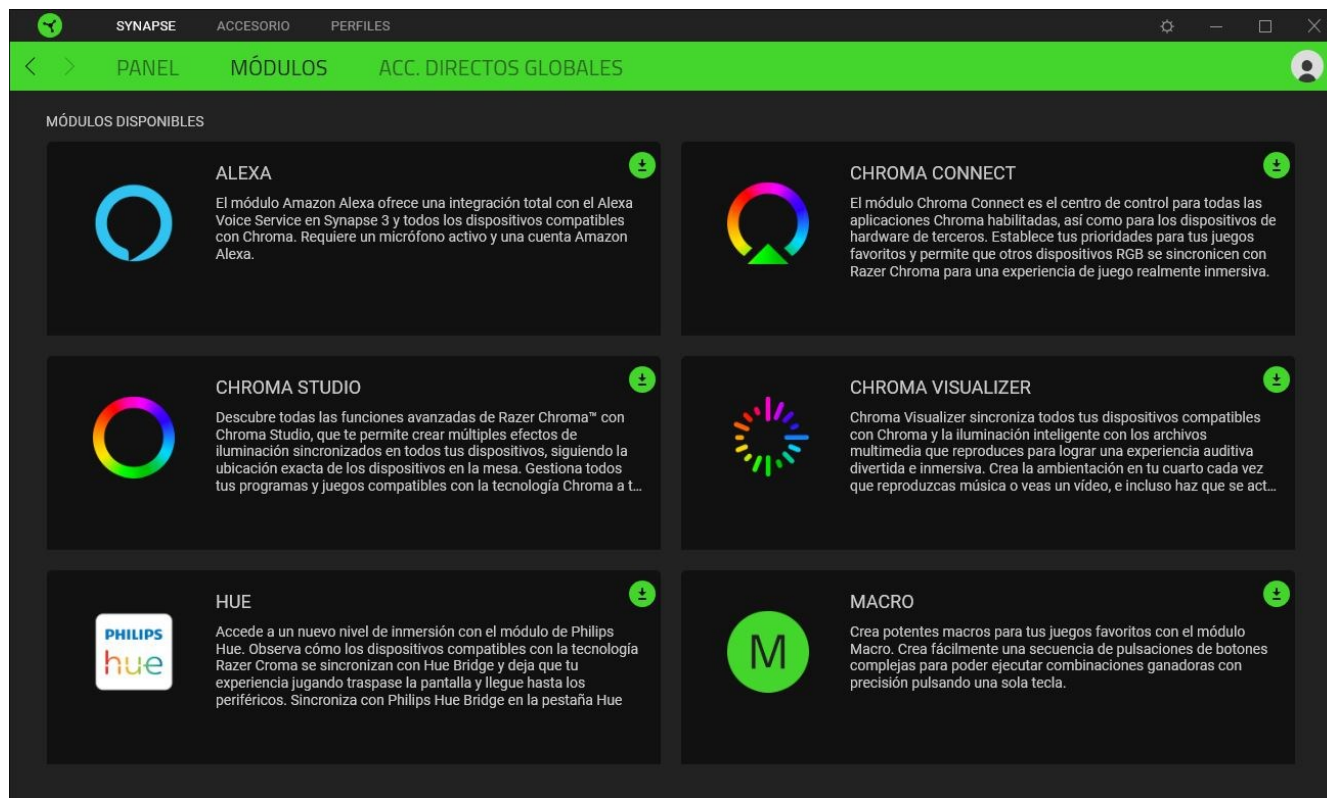 SYNAPSE ACCESORIO PERFILES
PANEL MÓDULOS ACC. DIRECTOS GLOBALES
MÓDULOS DISPONIBLES
ALEXA
El módulo Amazon Alexa ofrece una integración total con el Alexa
Voice Service en Synapse 3 y todos los dispositivos compatibles
con Chroma. Requiere un micrófono activo y una cuenta Amazon
Alexa.
CHROMA CONNECT
El módulo Chroma Connect es el centro de control para todas las
aplicaciones Chroma habilitadas, así como para los dispositivos de
hardware de terceros. Establece tus prioridades para tus juegos
favoritos y permite que otros dispositivos RGB se sincronicen con
Razer Chroma para una experiencia de juego realmente inmersiva.
CHROMA STUDIO
Descubre todas las funciones avanzadas de Razer Chroma™ con
Chroma Studio, que te permite crear múltiples efectos de
iluminación sincronizados en todos tus dispositivos, siguiendo la
ubicación exacta de los dispositivos en la mesa. Gestiona todos
tus programas y juegos compatibles con la tecnología Chroma a t...
CHROMA VISUALIZER
Chroma Visualizer sincroniza todos tus dispositivos compatibles
con Chroma y la iluminación inteligente con los archivos
multimedia que reproduces para lograr una experiencia auditiva
divertida e inmersiva. Crea la ambientación en tu cuarto cada vez
que reproduzcas música o veas un vídeo, e incluso haz que se act...
PHILIPS
hue
HUE
Accede a un nuevo nivel de inmersión con el módulo de Philips
Hue. Observa cómo los dispositivos compatibles con la tecnología
Razer Croma se sincronizan con Hue Bridge y deja que tu
experiencia jugando traspase la pantalla y llegue hasta los
periféricos. Sincroniza con Philips Hue Bridge en la pestaña Hue
M
MACRO
Crea potentes macros para tus juegos favoritos con el módulo
Macro. Crea fácilmente una secuencia de pulsaciones de botones
complejas para poder ejecutar combinaciones ganadoras con
precisión pulsando una sola tecla.